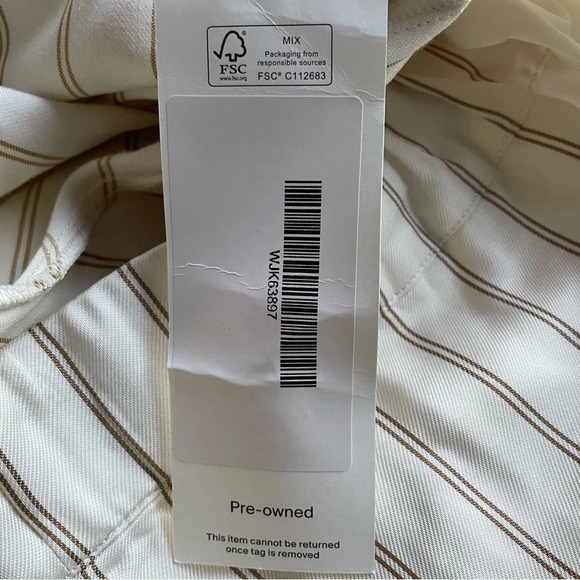 FSC
www.fsc.org
MIX
Packaging from
responsible sources
FSC® C112683
WJK63897
Pre-owned
This item cannot be returned
once tag is removed